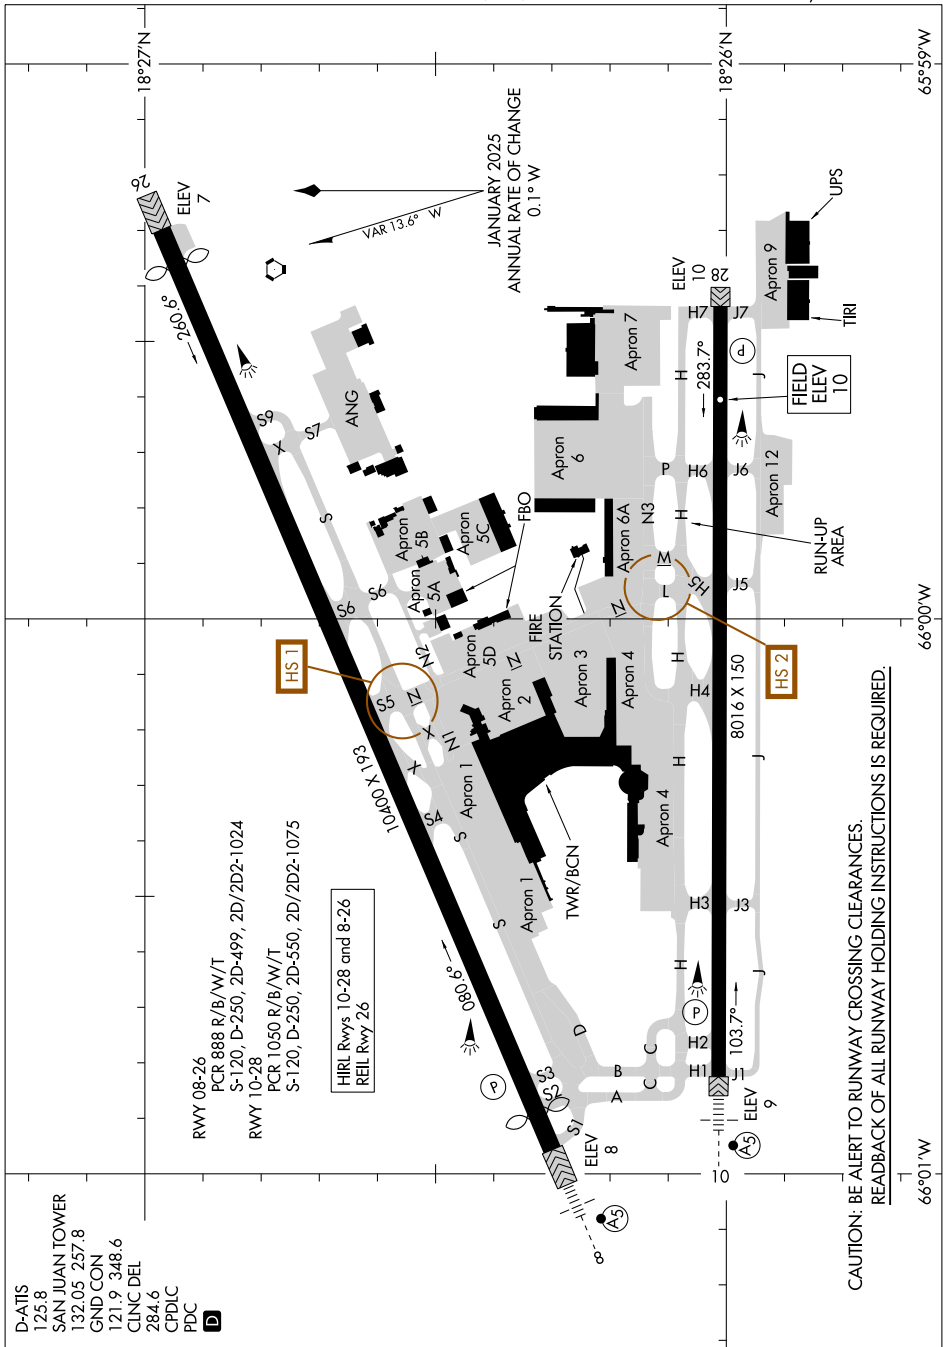 D-ATIS
125.8
SAN JUAN TOWER
132.05 257.8
GND CON
121.9 348.6
CLNC DEL
284.6
CPDLC
PDC
D
RWY 08-26
PCR 888 R/B/W/T
S-120, D-250, 2D-499, 2D/2D2-1024
RWY 10-28
PCR 1050 R/B/W/T
S-120, D-250, 2D-550, 2D/2D2-1075
HIRL Rwys 10-28 and 8-26
REIL Rwy 26
HS 1
18°27'N
18°26'N
66°01'W
66°00'W
65°59'W
JANUARY 2025
ANNUAL RATE OF CHANGE
0.1° W
VAR 13.6° W
26
ELEV
7
260.6°
10400 X 193
080.6°
8
ELEV
8
A5
P
S1
S2
S3
S4
S5
S6
S6
S7
S9
S
S
S
X
X
X
D
A
B
C
C
N1
N1
N1
N1
N2
N3
ANG
Apron
5B
Apron
5C
Apron
5A
Apron
5D
Apron
2
Apron 1
Apron 1
Apron 3
Apron 4
Apron 4
Apron
6
Apron 6A
Apron 7
Apron 9
Apron 12
FBO
FIRE
STATION
TWR/BCN
UPS
TIRI
RUN-UP
AREA
FIELD
ELEV
10
HS 2
L
M
P
H
H
H
H
H
H1
H2
H3
H4
H5
H6
H7
J
J
J
J1
J3
J5
J6
J7
10
ELEV
9
A5
P
103.7°
8016 X 150
283.7°
P
28
ELEV
10
CAUTION: BE ALERT TO RUNWAY CROSSING CLEARANCES.
READBACK OF ALL RUNWAY HOLDING INSTRUCTIONS IS REQUIRED.